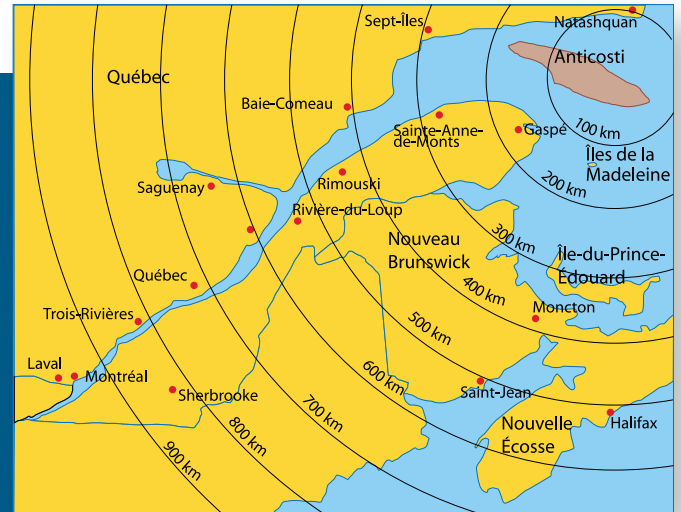 Sept-Îles
Natashquan
Anticosti
Québec
Baie-Comeau
Sainte-Anne-
de-Monts
Gaspé
100 km
Îles de la
Madeleine
Saguenay
Rimouski
200 km
Rivière-du-Loup
Nouveau
Brunswick
300 km
Île-du-Prince-
Édouard
Québec
400 km
Moncton
Trois-Rivières
500 km
Laval
Montréal
Sherbrooke
600 km
Saint-Jean
700 km
Nouvelle
Écosse
Halifax
800 km
900 km